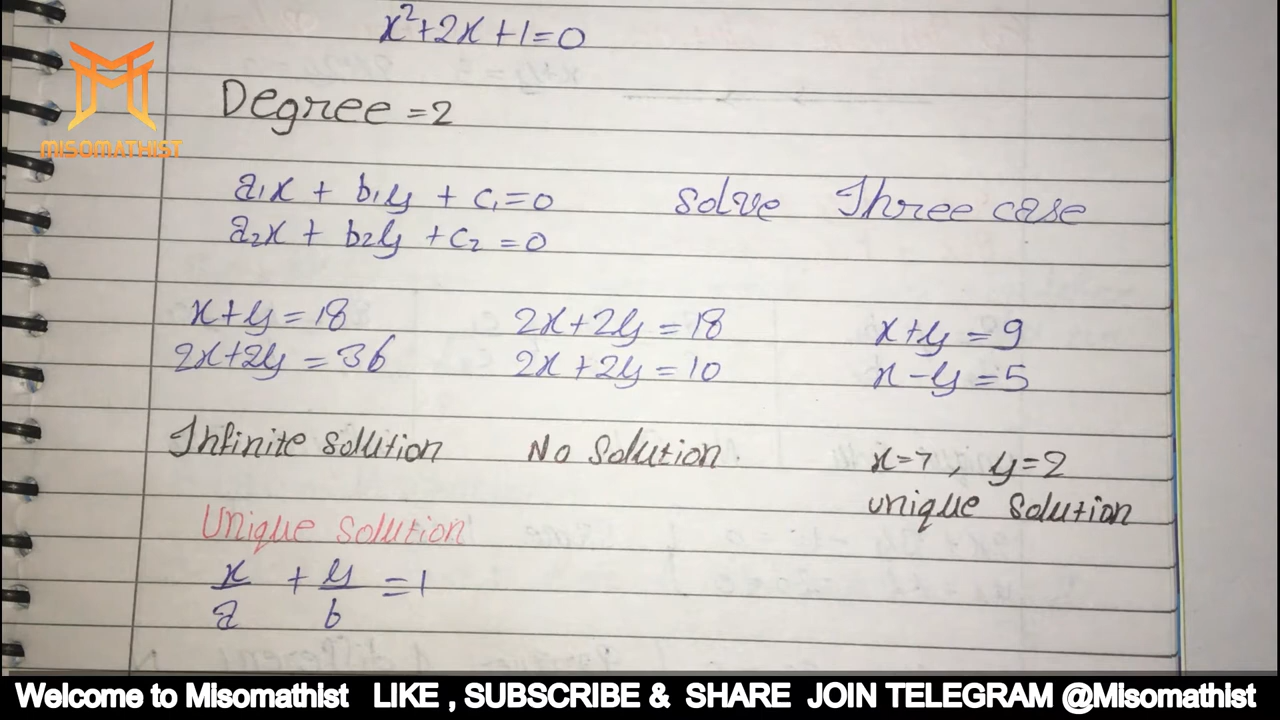 x²+2x+1=0
MISOMATHIST
Degree =2
a₁x + b₁y + c₁=0 solve Three case
a₂x + b₂y +c₂ =0
x+y =18 2x+2y =18 x+y =9
2x+2y =36 2x+2y=10 x-y=5
Infinite solution No Solution x=7, y=2
unique solution
Unique solution
x/a + y/b =1
Welcome to Misomathist LIKE , SUBSCRIBE & SHARE JOIN TELEGRAM @Misomathist